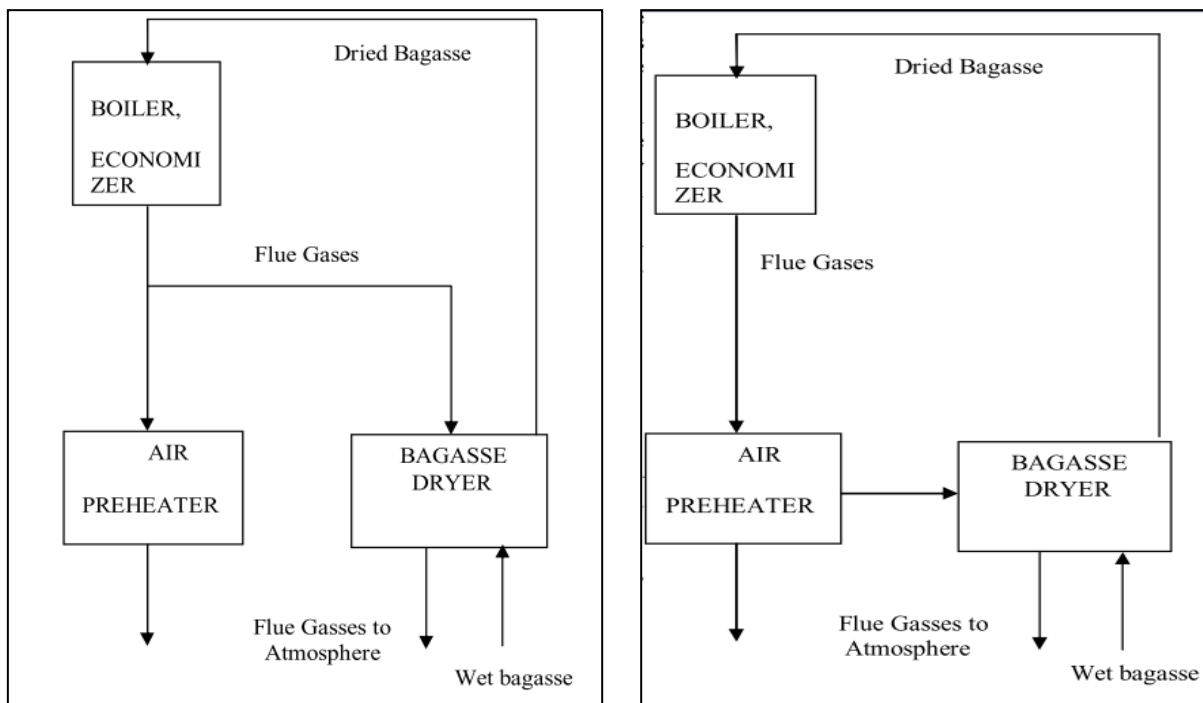 Dried Bagasse
BOILER,
ECONOMI
ZER
Flue Gases
AIR
PREHEATER
BAGASSE
DRYER
Flue Gasses to
Atmosphere
Wet bagasse
Dried Bagasse
BOILER,
ECONOMI
ZER
Flue Gases
AIR
PREHEATER
BAGASSE
DRYER
Flue Gasses to
Atmosphere
Wet bagasse